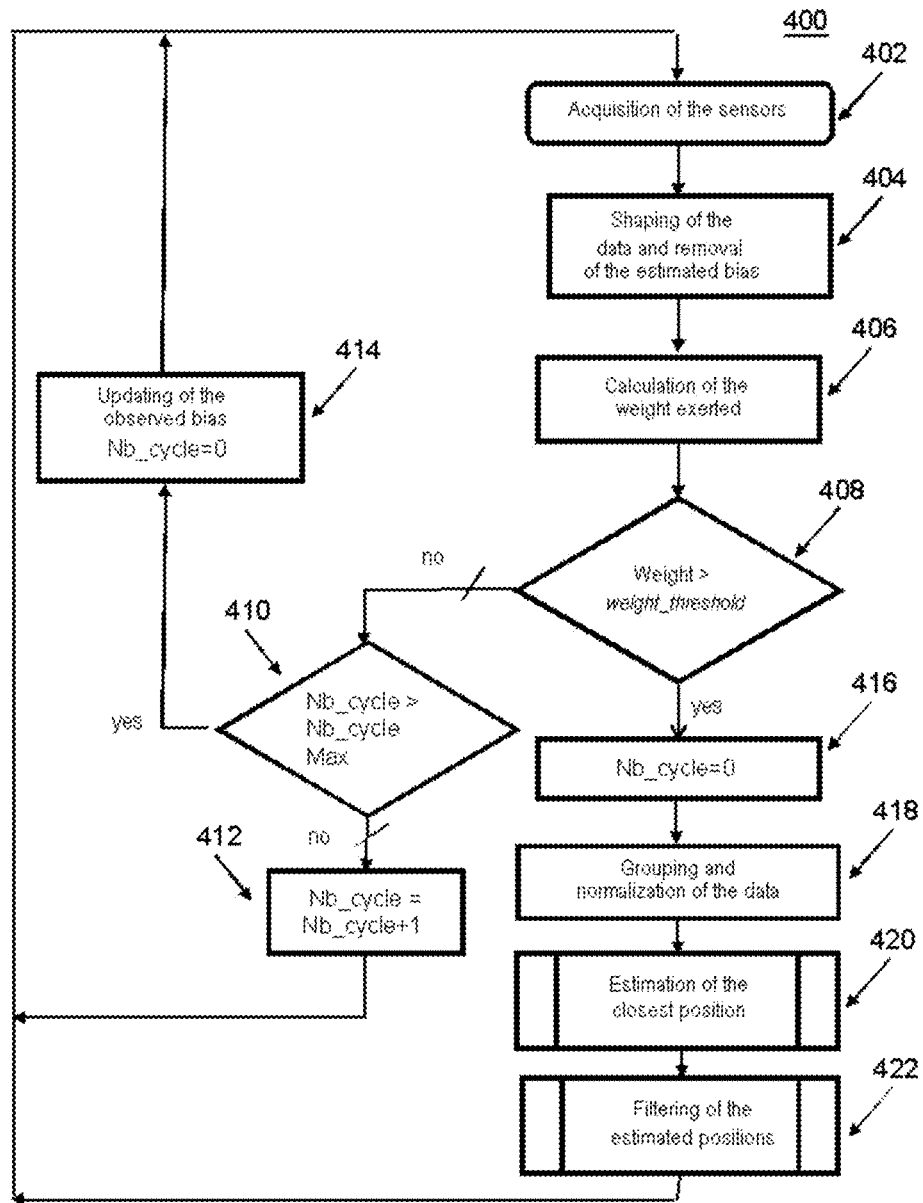 400
402
Acquisition of the sensors
404
Shaping of the
data and removal
of the estimated bias
406
Calculation of the
weight exerted
414
Updating of the
observed bias
Nb_cycle=0
408
no
Weight >
weight_threshold
410
Nb_cycle >
Nb_cycle
Max
yes
yes
416
Nb_cycle=0
no
412
Nb_cycle =
Nb_cycle+1
418
Grouping and
normalization of the data
420
Estimation of the
closest position
422
Filtering of the
estimated positions